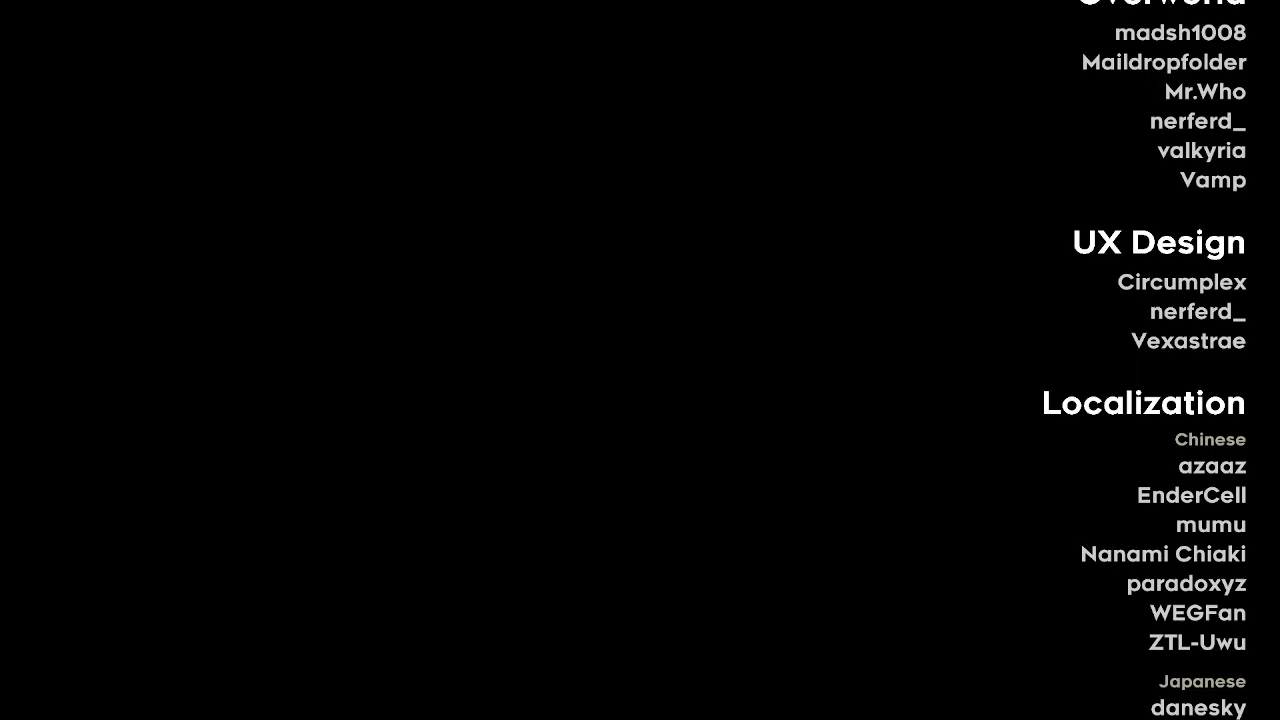 Overworld
madsh1008
Maildropfolder
Mr.Who
nerferd_
valkyria
Vamp
UX Design
Circumplex
nerferd_
Vexastrae
Localization
Chinese
azaaz
EnderCell
mumu
Nanami Chiaki
paradoxyz
WEGFan
ZTL-Uwu
Japanese
danesky